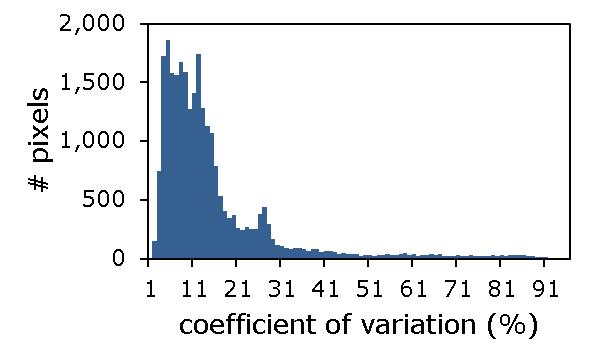 2,000
1,500
1,000
500
0
# pixels
1 11 21 31 41 51 61 71 81 91
coefficient of variation (%)